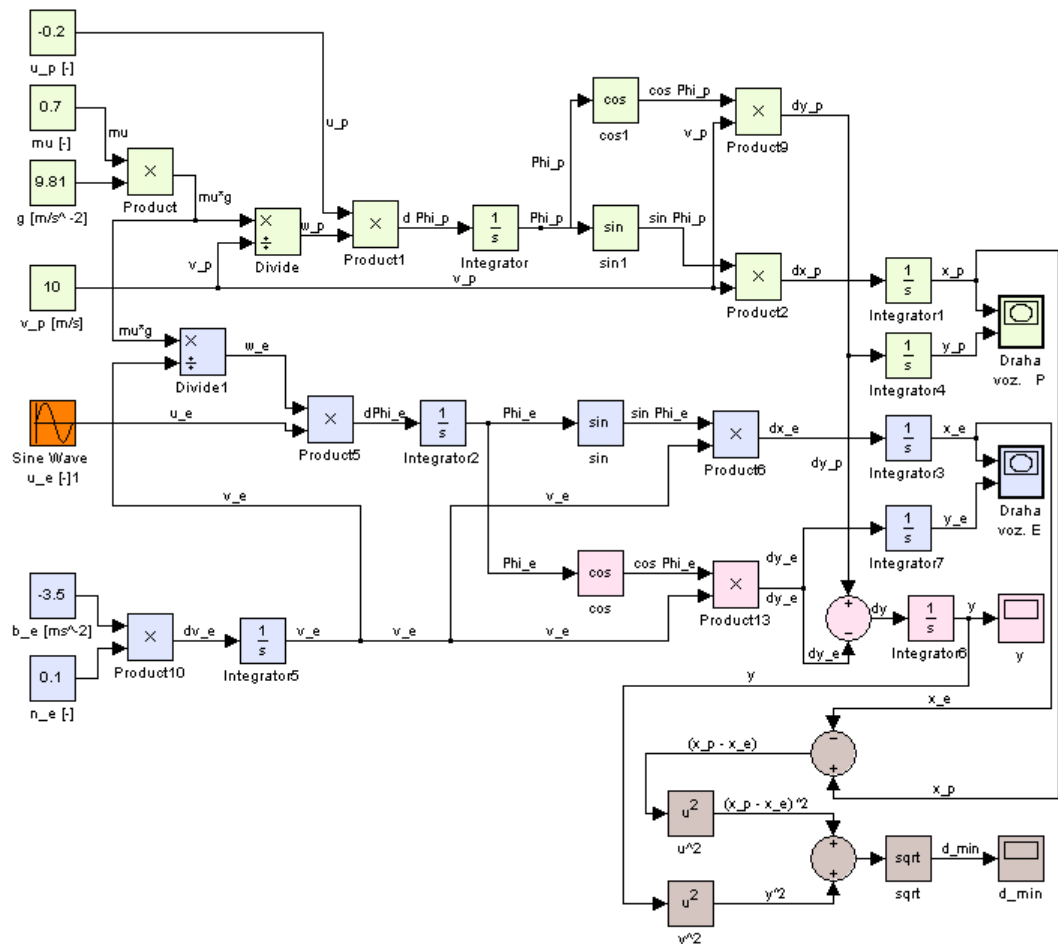 -0.2
u_p [-]
0.7
mu [-]
9.81
g [m/s^ -2]
mu
×
Product
mu*g
10
v_p [m/s]
v_p
×
÷
Divide
w_p
u_p
×
Product1
d Phi_p
1
s
Integrator
Phi_p
Phi_p
cos
cos1
cos Phi_p
v_p
×
Product9
dy_p
sin
sin1
sin Phi_p
v_p
×
Product2
dx_p
1
s
Integrator1
x_p
1
s
Integrator4
y_p
Draha
voz. P
mu*g
×
÷
Divide1
w_e
Sine Wave
u_e [-]1
u_e
×
Product5
dPhi_e
1
s
Integrator2
Phi_e
sin
sin
sin Phi_e
×
Product6
dx_e
dy_p
1
s
Integrator3
x_e
Draha
voz. E
v_e
v_e
1
s
Integrator7
y_e
Phi_e
cos
cos
cos Phi_e
×
Product13
dy_e
dy_e
-3.5
b_e [ms^-2]
0.1
n_e [-]
×
Product10
dv_e
1
s
Integrator5
v_e
v_e
v_e
+
−
dy_e
dy
1
s
Integrator6
y
y
y
x_e
−
+
(x_p - x_e)
x_p
u²
u^2
(x_p - x_e)^2
u²
v^2
y^2
+
+
sqrt
sqrt
d_min
d_min